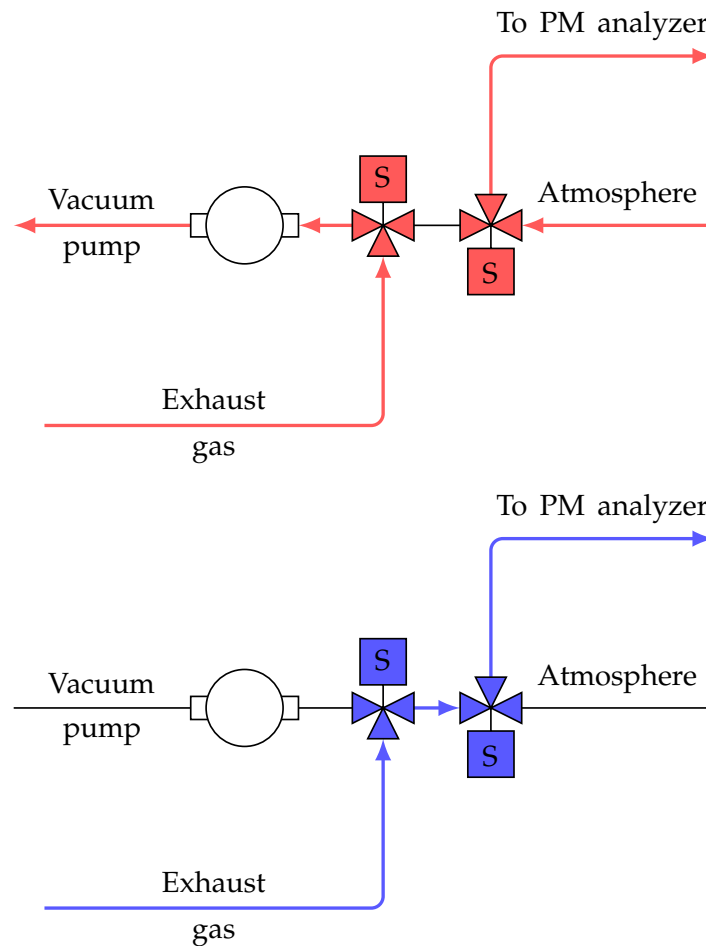 To PM analyzer
S
Vacuum
pump
Atmosphere
S
Exhaust
gas
To PM analyzer
S
Vacuum
pump
Atmosphere
S
Exhaust
gas